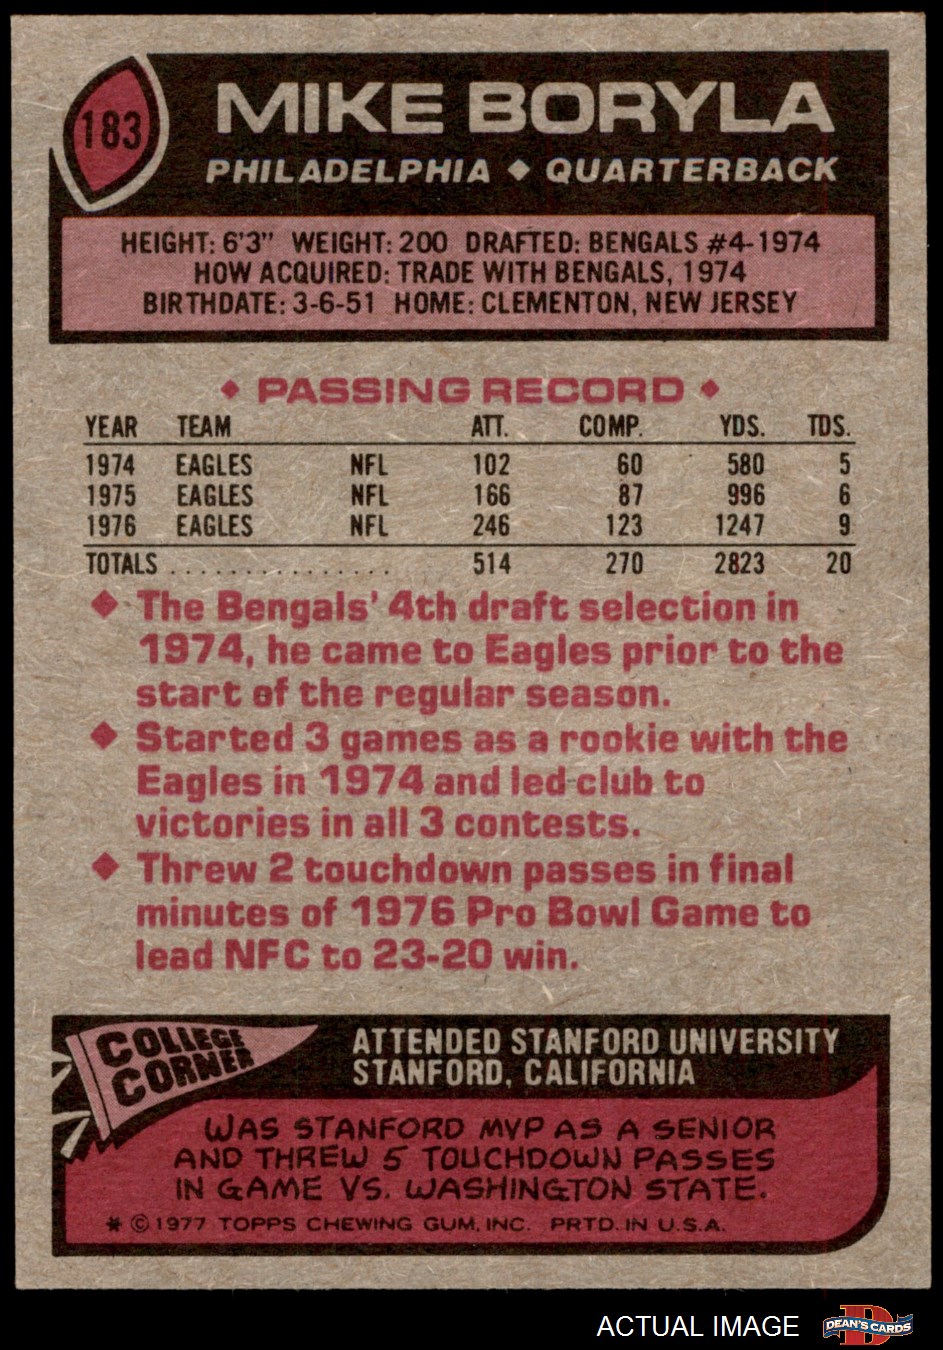 183
MIKE BORYLA
PHILADELPHIA ♦ QUARTERBACK
HEIGHT: 6'3" WEIGHT: 200 DRAFTED: BENGALS #4-1974
HOW ACQUIRED: TRADE WITH BENGALS, 1974
BIRTHDATE: 3-6-51 HOME: CLEMENTON, NEW JERSEY
♦ PASSING RECORD ♦
YEAR TEAM ATT. COMP. YDS. TDS.
1974 EAGLES NFL 102 60 580 5
1975 EAGLES NFL 166 87 996 6
1976 EAGLES NFL 246 123 1247 9
TOTALS . . . . . . . . . . . . . . . 514 270 2823 20
♦ The Bengals' 4th draft selection in
1974, he came to Eagles prior to the
start of the regular season.
♦ Started 3 games as a rookie with the
Eagles in 1974 and led club to
victories in all 3 contests.
♦ Threw 2 touchdown passes in final
minutes of 1976 Pro Bowl Game to
lead NFC to 23-20 win.
COLLEGE
CORNER
ATTENDED STANFORD UNIVERSITY
STANFORD, CALIFORNIA
WAS STANFORD MVP AS A SENIOR
AND THREW 5 TOUCHDOWN PASSES
IN GAME VS. WASHINGTON STATE.
* © 1977 TOPPS CHEWING GUM, INC. PRTD. IN U.S.A.
ACTUAL IMAGE
D
DEAN'S CARDS